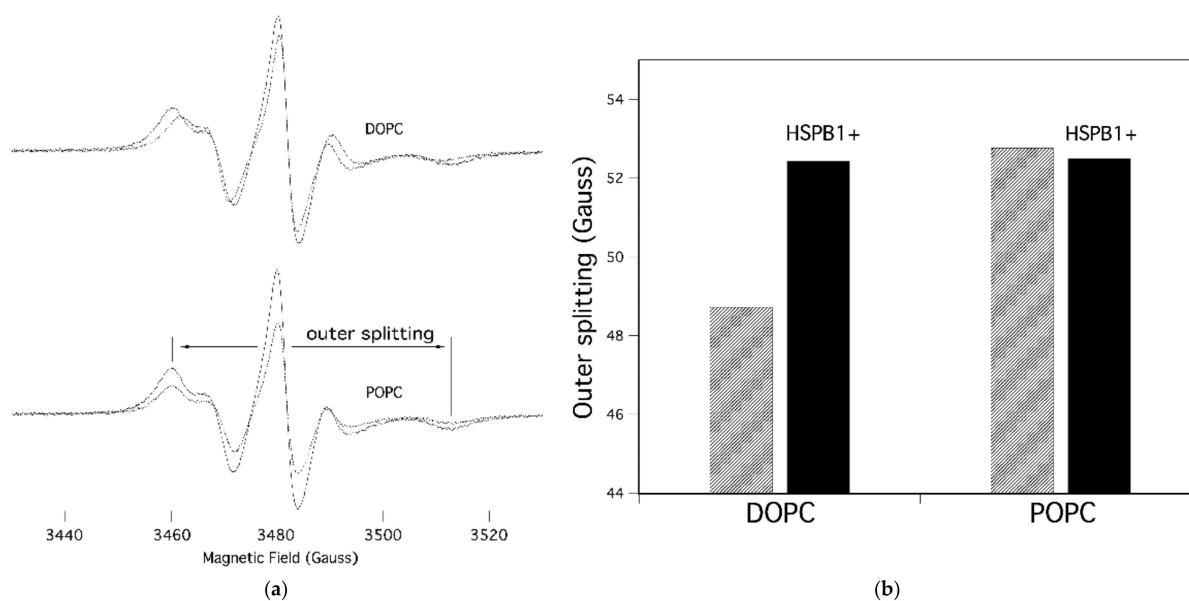 DOPC
outer splitting
POPC
3440 3460 3480 3500 3520
Magnetic Field (Gauss)
(a)
Outer splitting (Gauss)
54
52
50
48
46
44
HSPB1+ HSPB1+
DOPC POPC
(b)